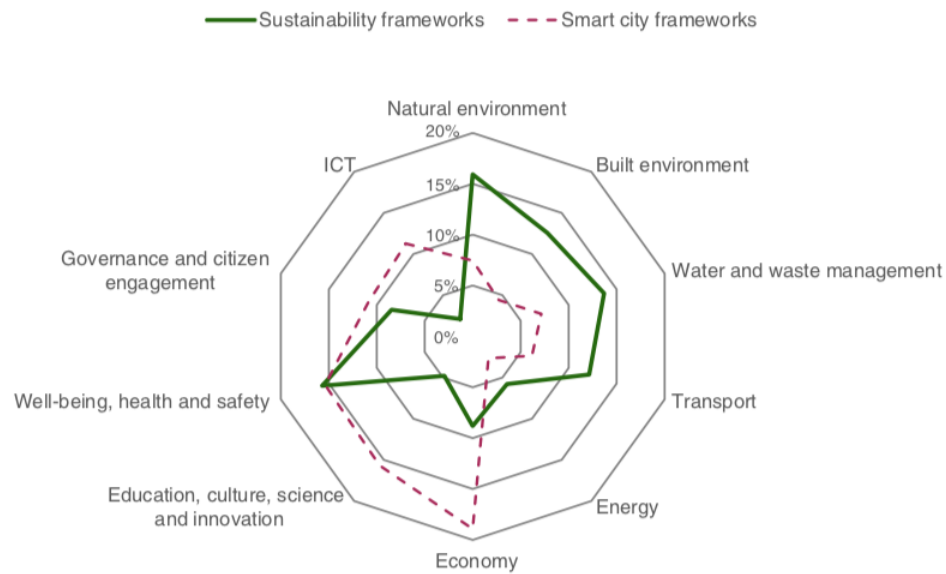 Sustainability frameworks
Smart city frameworks
Natural environment
20%
ICT
Built environment
15%
10%
Governance and citizen
engagement
Water and waste management
5%
0%
Well-being, health and safety
Transport
Education, culture, science
and innovation
Energy
Economy